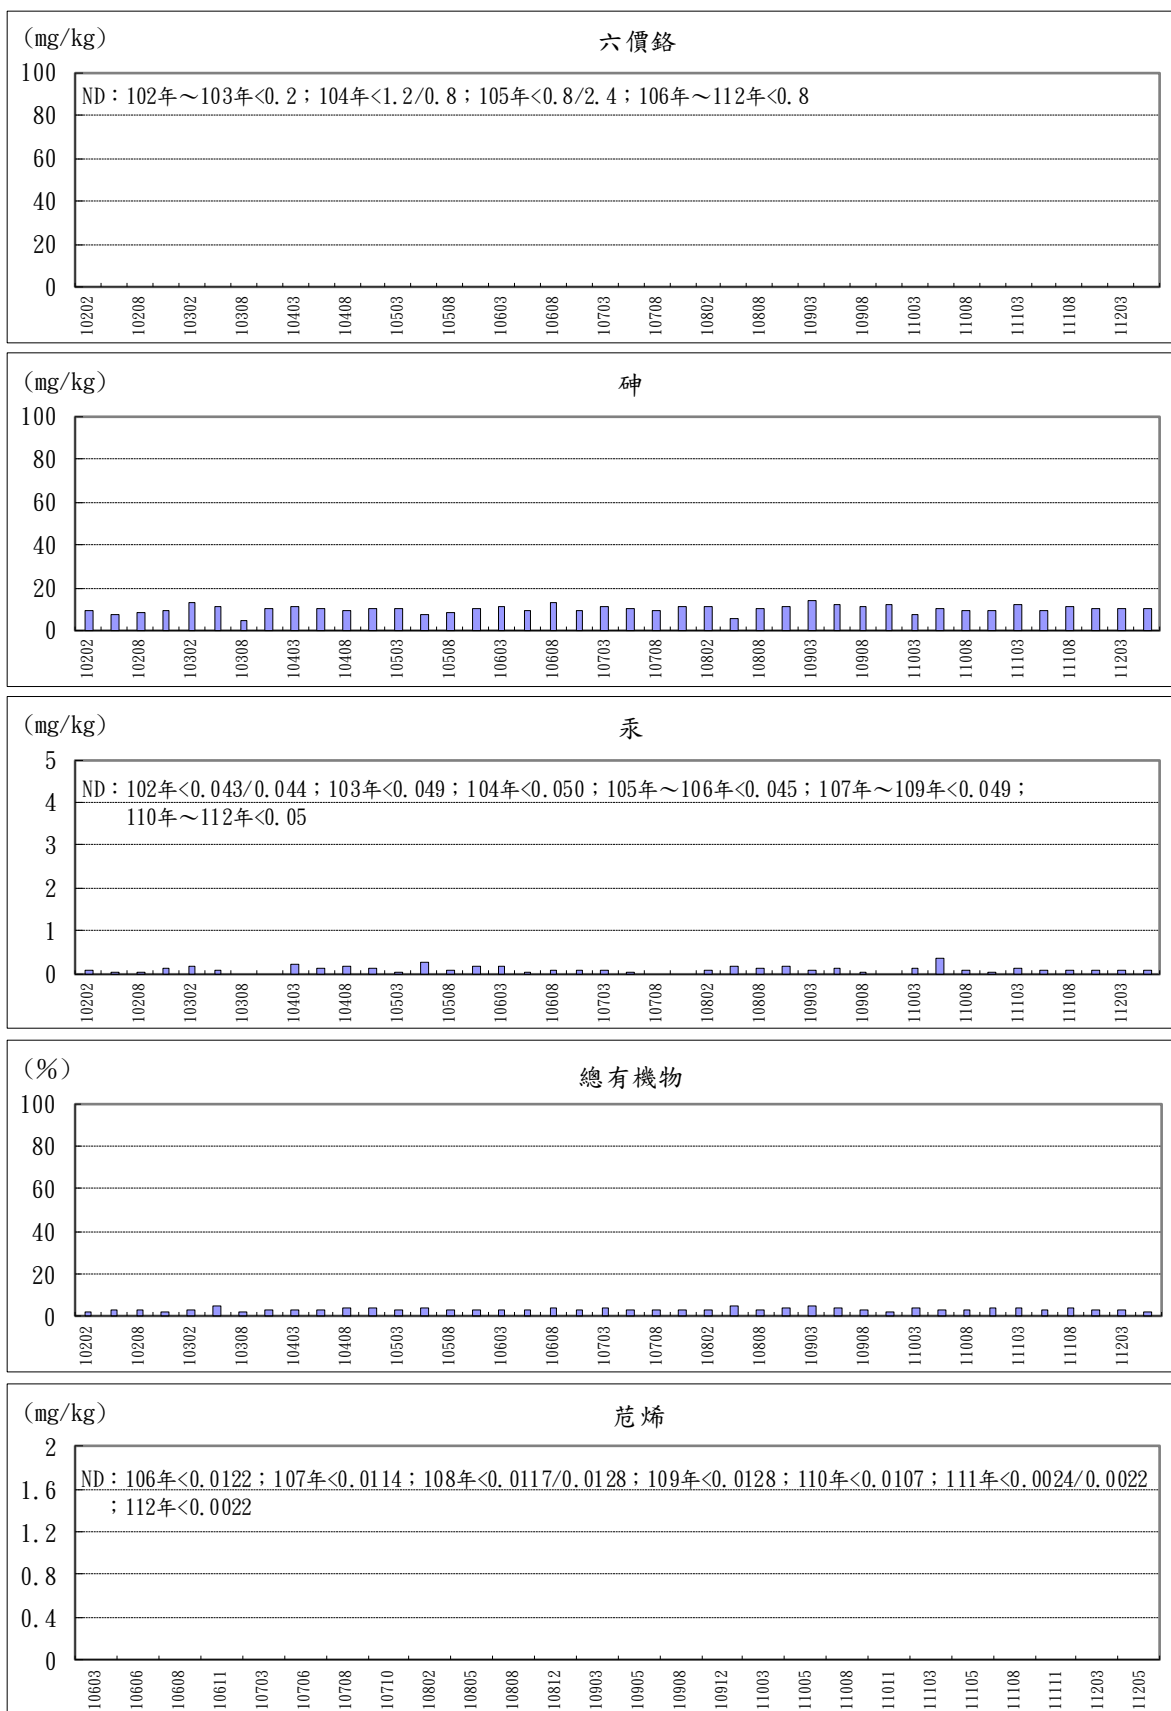 (mg/kg)
六價鉻
100
ND：102年～103年<0.2；104年<1.2/0.8；105年<0.8/2.4；106年～112年<0.8
80
60
40
20
0
10202 10208 10302 10308 10403 10408 10503 10508 10603 10608 10703 10708 10802 10808 10903 10908 11003 11008 11103 11108 11203
(mg/kg)
砷
100
80
60
40
20
0
10202 10208 10302 10308 10403 10408 10503 10508 10603 10608 10703 10708 10802 10808 10903 10908 11003 11008 11103 11108 11203
(mg/kg)
汞
5
ND：102年<0.043/0.044；103年<0.049；104年<0.050；105年～106年<0.045；107年～109年<0.049；
4
110年～112年<0.05
3
2
1
0
10202 10208 10302 10308 10403 10408 10503 10508 10603 10608 10703 10708 10802 10808 10903 10908 11003 11008 11103 11108 11203
(%)
總有機物
100
80
60
40
20
0
10202 10208 10302 10308 10403 10408 10503 10508 10603 10608 10703 10708 10802 10808 10903 10908 11003 11008 11103 11108 11203
(mg/kg)
苊烯
2
ND：106年<0.0122；107年<0.0114；108年<0.0117/0.0128；109年<0.0128；110年<0.0107；111年<0.0024/0.0022
1.6
；112年<0.0022
1.2
0.8
0.4
0
10603 10606 10608 10611 10703 10706 10708 10710 10802 10805 10808 10812 10903 10905 10908 10912 11003 11005 11008 11011 11103 11105 11108 11111 11203 11205